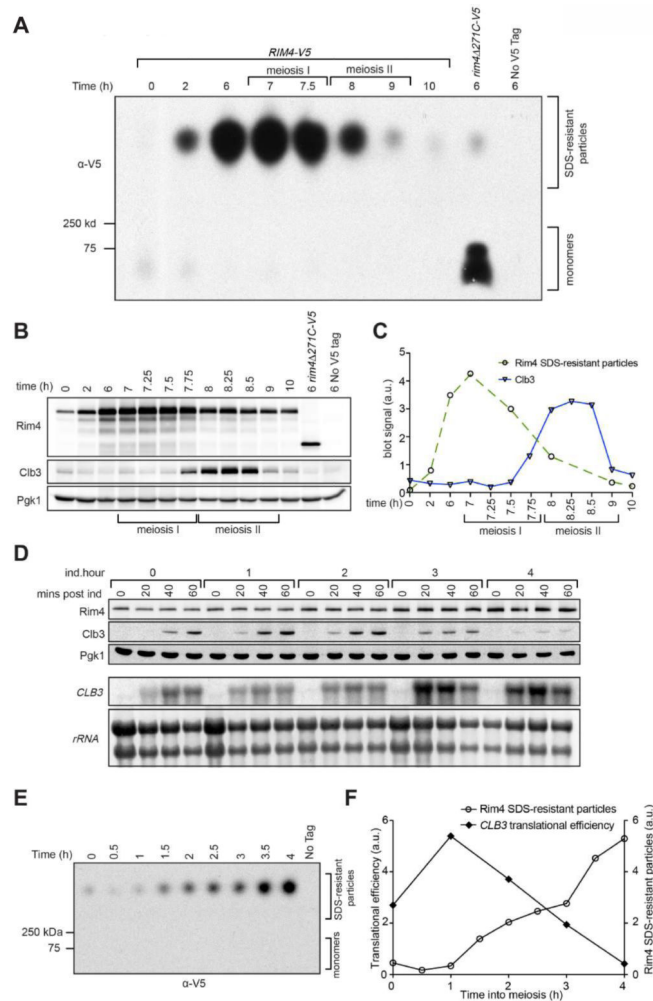 A
RIM4-V5
rim4Δ271C-V5
No V5 Tag
meiosis I meiosis II
Time (h) 0 2 6 7 7.5 8 9 10 6 6
α-V5
SDS-resistant
particles
250 kd
75
monomers
B
time (h) 0 2 6 7 7.25 7.5 7.75 8 8.25 8.5 9 10 6 rim4Δ271C-V5 6 No V5 tag
Rim4
Clb3
Pgk1
meiosis I meiosis II
C
Rim4 SDS-resistant particles
Clb3
blot signal (a.u.)
5
4
3
2
1
0
time (h) 0 2 6 7 7.25 7.5 7.75 8 8.25 8.5 9 10
meiosis I meiosis II
D
ind.hour 0 1 2 3 4
mins post ind 0 20 40 60 0 20 40 60 0 20 40 60 0 20 40 60 0 20 40 60
Rim4
Clb3
Pgk1
CLB3
rRNA
E
Time (h) 0 0.5 1 1.5 2 2.5 3 3.5 4 No Tag
SDS-resistant
particles
250 kDa
75
monomers
α-V5
F
Rim4 SDS-resistant particles
CLB3 translational efficiency
Translational efficiency (a.u.)
6
4
2
0
Rim4 SDS-resistant particles (a.u.)
6
4
2
0
0 1 2 3 4
Time into meiosis (h)